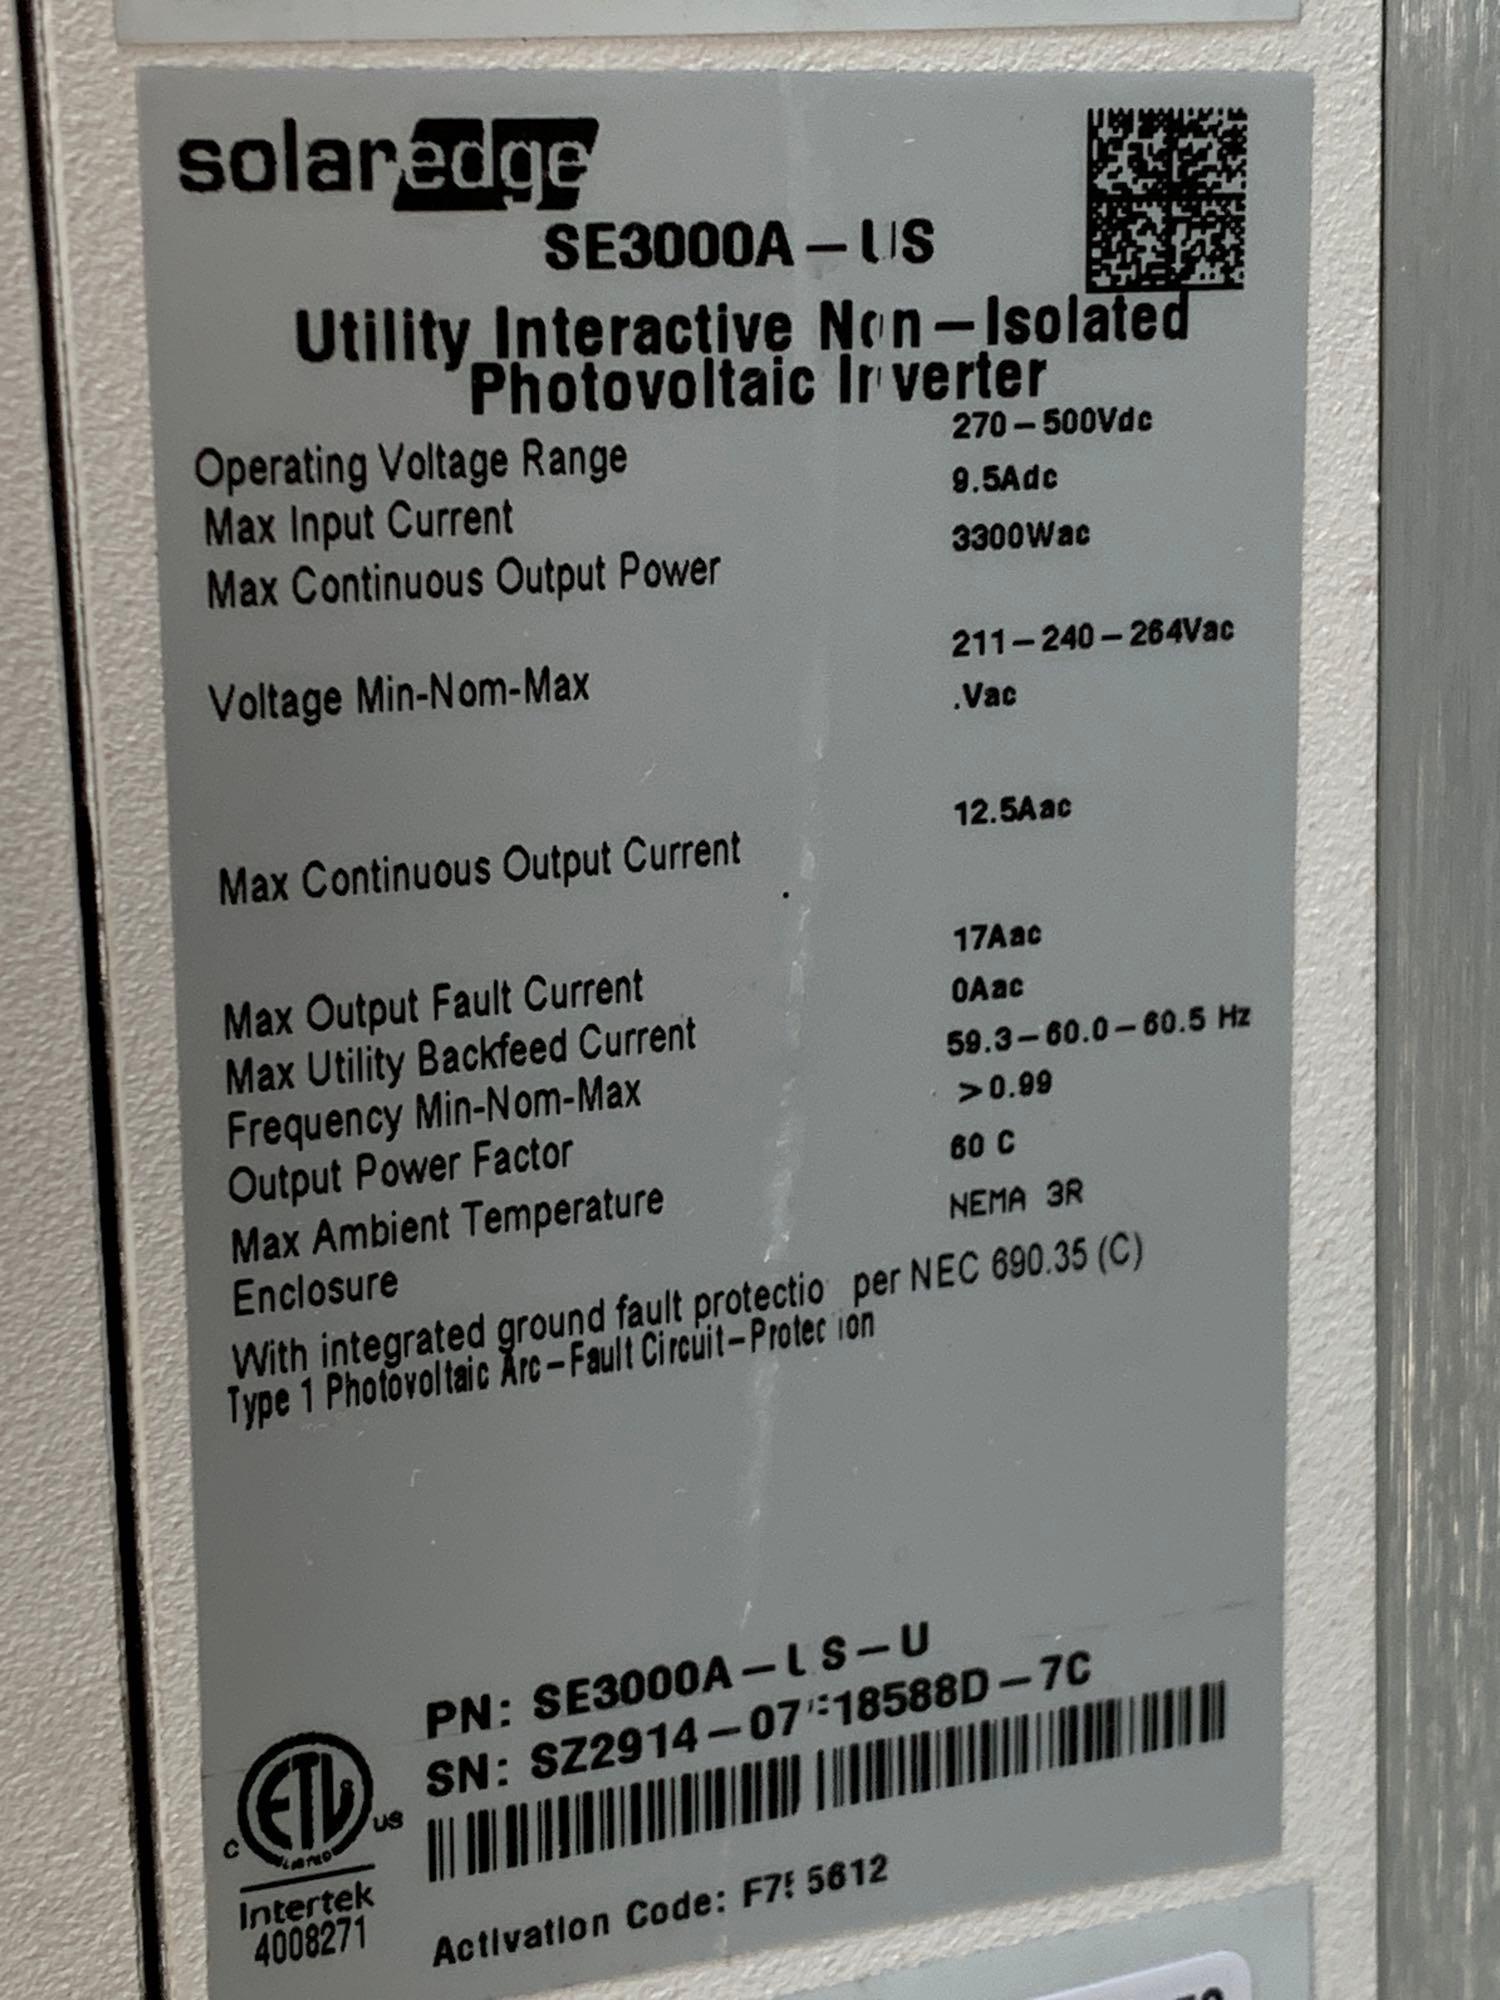 solaredge
SE3000A-US
Utility Interactive Non-Isolated
Photovoltaic Inverter
Operating Voltage Range 270-500Vdc
Max Input Current 9.5Adc
Max Continuous Output Power 3300Wac
Voltage Min-Nom-Max 211-240-264Vac
.Vac
Max Continuous Output Current 12.5Aac
Max Output Fault Current 17Aac
Max Utility Backfeed Current 0Aac
Frequency Min-Nom-Max 59.3-60.0-60.5 Hz
Output Power Factor >0.99
Max Ambient Temperature 60 C
Enclosure NEMA 3R
With integrated ground fault protection per NEC 690.35 (C)
Type 1 Photovoltaic Arc-Fault Circuit-Protection
PN: SE3000A-US-U
SN:
ETL
C US
LISTED
Intertek
4008271
Activation Code: